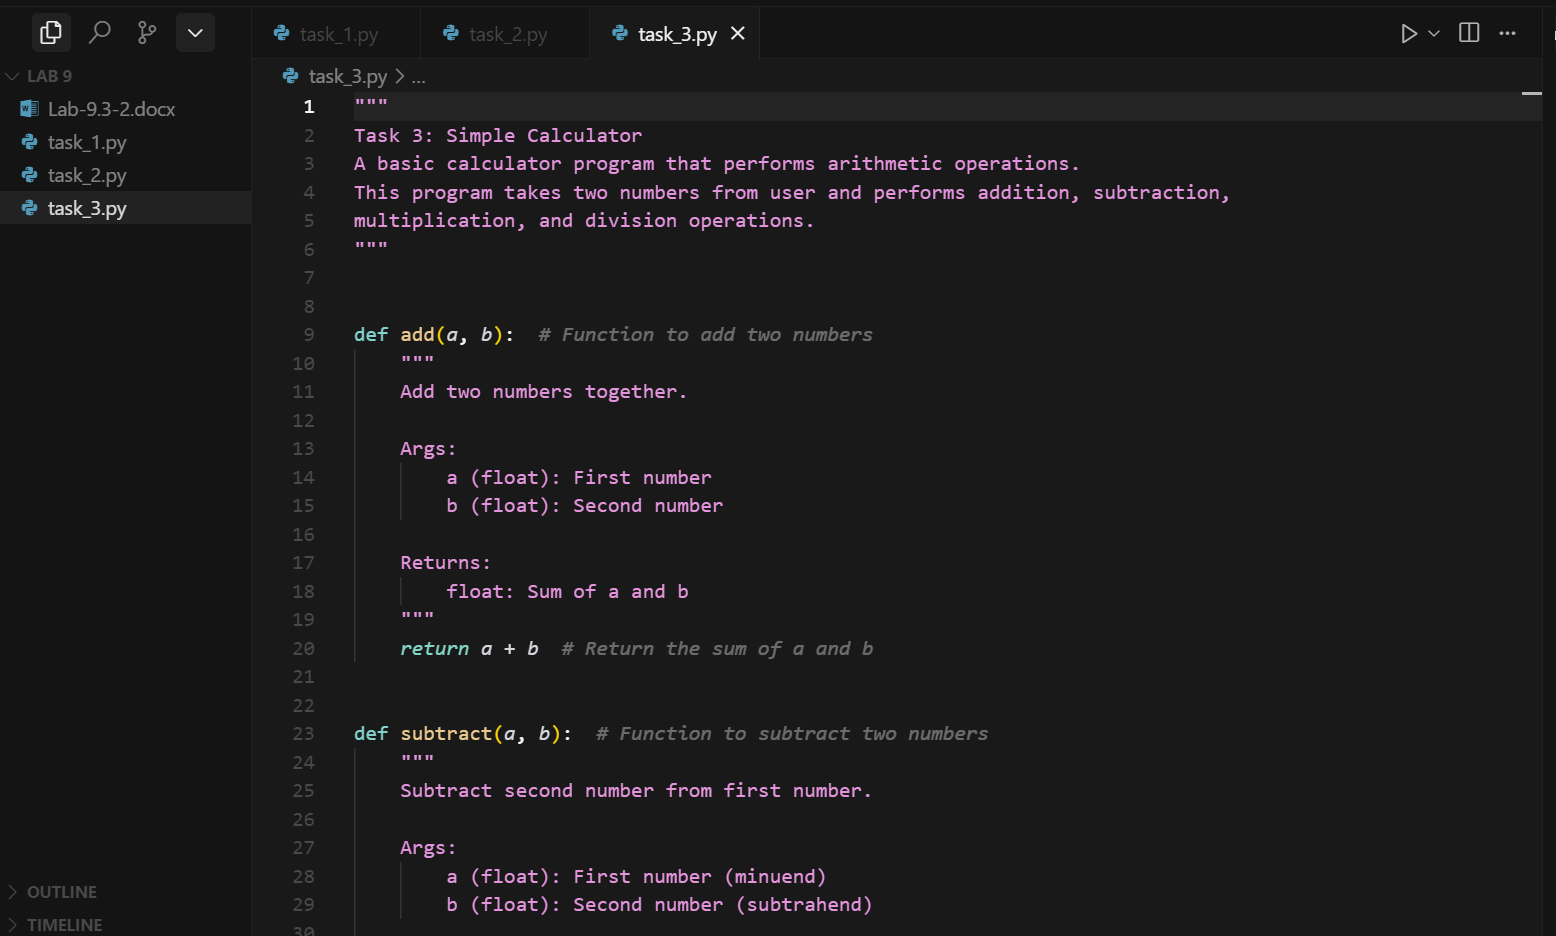 LAB 9
Lab-9.3-2.docx
task_1.py
task_2.py
task_3.py
OUTLINE
TIMELINE
task_1.py task_2.py task_3.py
task_3.py > ...
1 """
2 Task 3: Simple Calculator
3 A basic calculator program that performs arithmetic operations.
4 This program takes two numbers from user and performs addition, subtraction,
5 multiplication, and division operations.
6 """
7
8
9 def add(a, b):  # Function to add two numbers
10     """
11     Add two numbers together.
12
13     Args:
14         a (float): First number
15         b (float): Second number
16
17     Returns:
18         float: Sum of a and b
19     """
20     return a + b  # Return the sum of a and b
21
22
23 def subtract(a, b):  # Function to subtract two numbers
24     """
25     Subtract second number from first number.
26
27     Args:
28         a (float): First number (minuend)
29         b (float): Second number (subtrahend)
30